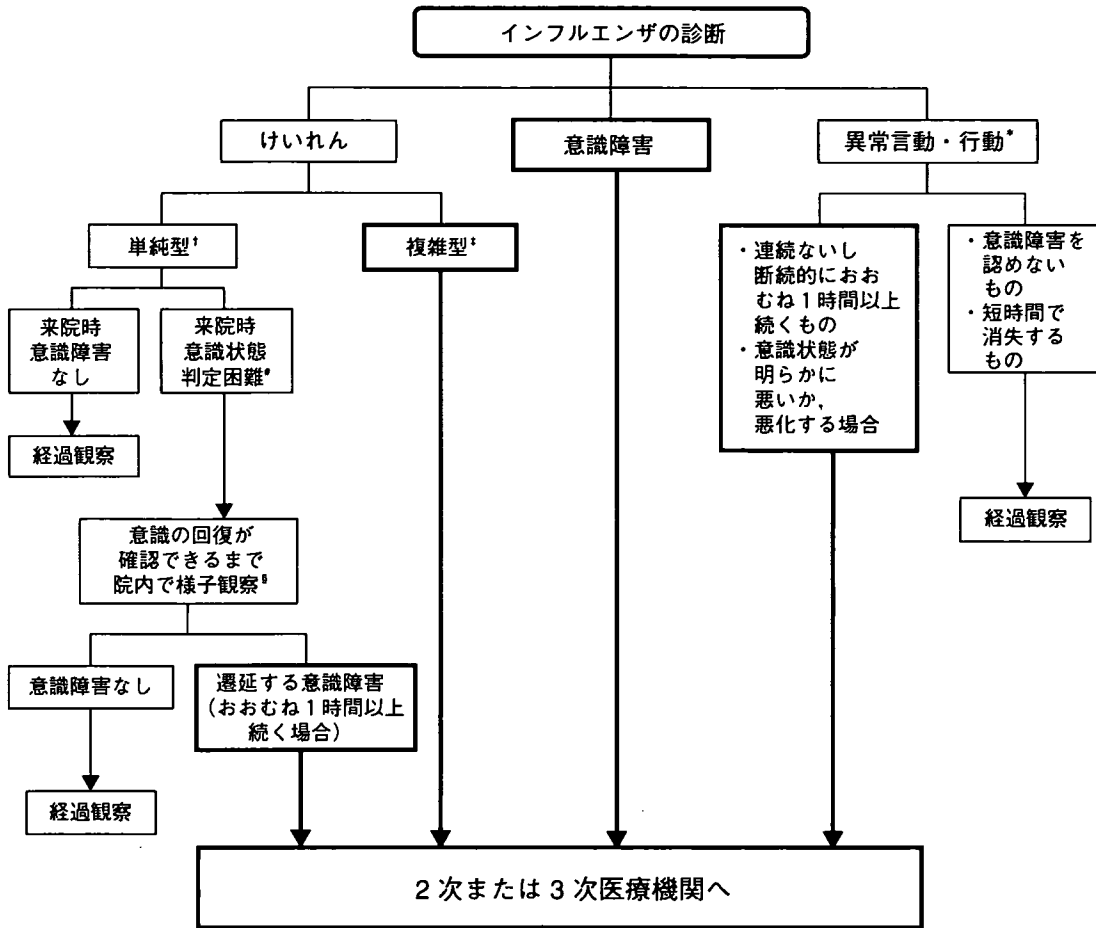 インフルエンザの診断
けいれん
意識障害
異常言動・行動*
単純型†
複雑型‡
・連続ないし
断続的におお
むね1時間以上
続くもの
・意識状態が
明らかに
悪いか,
悪化する場合
・意識障害を
認めない
もの
・短時間で
消失する
もの
来院時
意識障害
なし
来院時
意識状態
判定困難#
経過観察
経過観察
意識の回復が
確認できるまで
院内で様子観察§
意識障害なし
遷延する意識障害
(おおむね1時間以上
続く場合)
経過観察
2次または3次医療機関へ